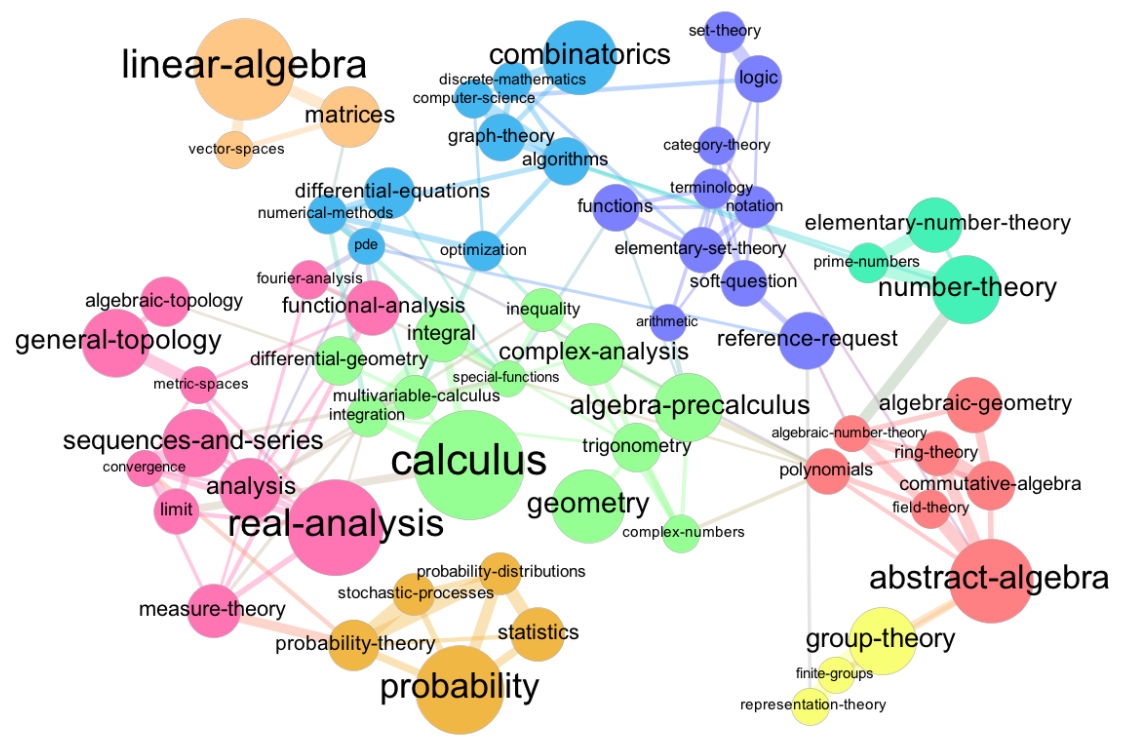 set-theory
combinatorics
linear-algebra
discrete-mathematics
logic
computer-science
matrices
graph-theory
vector-spaces
category-theory
algorithms
differential-equations
terminology
functions
notation
numerical-methods
elementary-number-theory
pde
optimization
elementary-set-theory
prime-numbers
fourier-analysis
soft-question
number-theory
algebraic-topology
functional-analysis
inequality
arithmetic
general-topology
integral
reference-request
complex-analysis
differential-geometry
special-functions
metric-spaces
multivariable-calculus
algebra-precalculus
algebraic-geometry
integration
algebraic-number-theory
sequences-and-series
trigonometry
ring-theory
convergence
calculus
polynomials
analysis
commutative-algebra
limit
geometry
field-theory
real-analysis
complex-numbers
probability-distributions
abstract-algebra
stochastic-processes
measure-theory
statistics
group-theory
probability-theory
finite-groups
probability
representation-theory